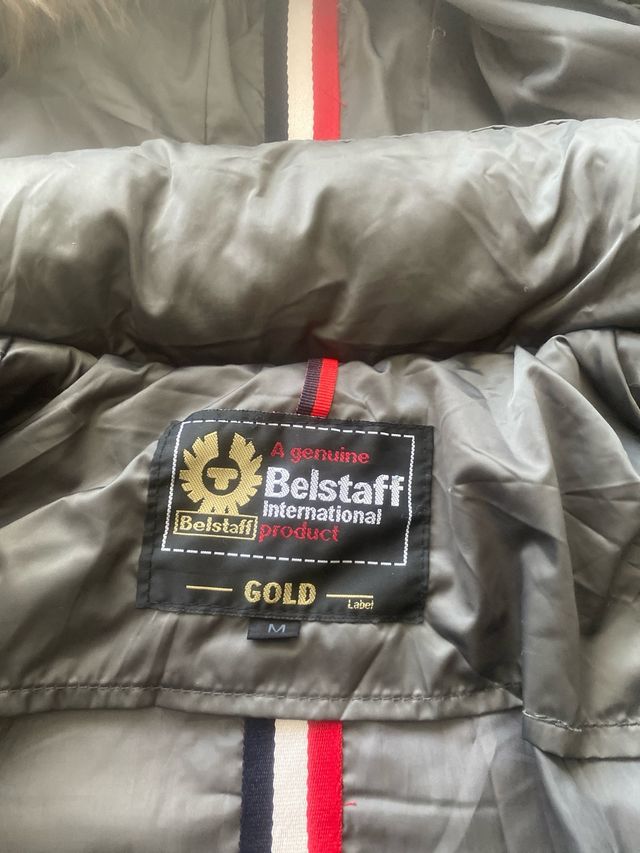 A genuine
Belstaff
International
Belstaff product
GOLD
Label
M